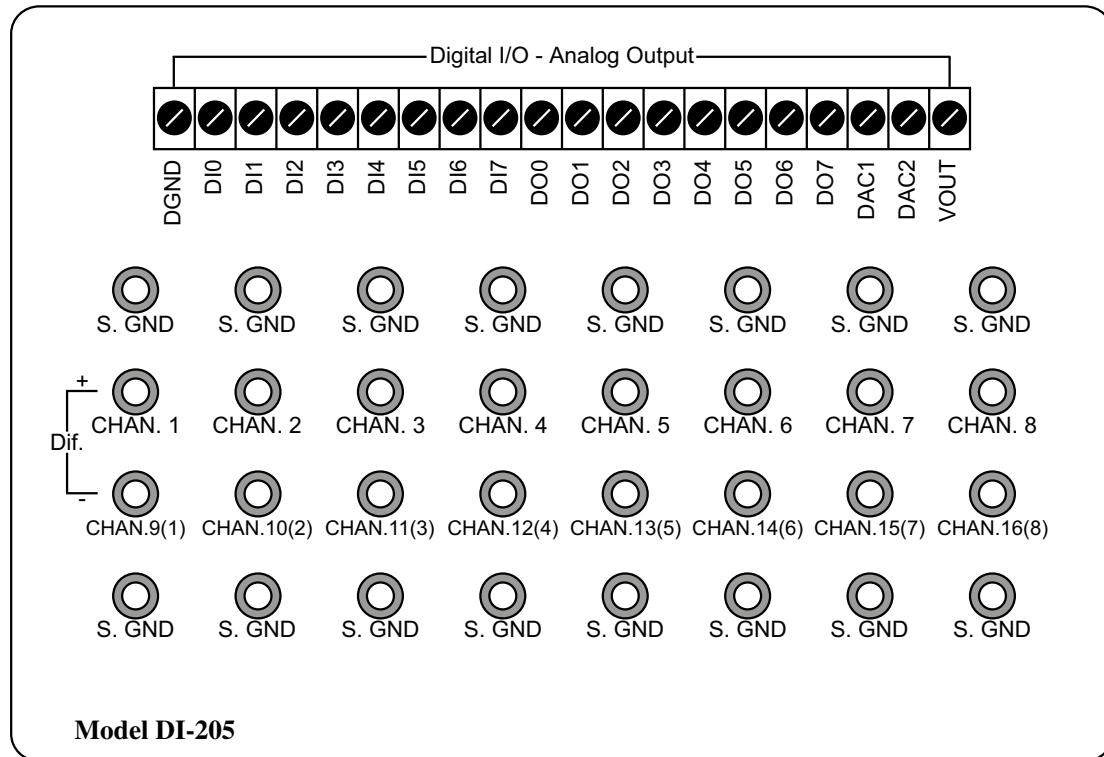 Digital I/O - Analog Output
DGND DI0 DI1 DI2 DI3 DI4 DI5 DI6 DI7 DO0 DO1 DO2 DO3 DO4 DO5 DO6 DO7 DAC1 DAC2 VOUT
S. GND S. GND S. GND S. GND S. GND S. GND S. GND S. GND
+
CHAN. 1 CHAN. 2 CHAN. 3 CHAN. 4 CHAN. 5 CHAN. 6 CHAN. 7 CHAN. 8
Dif.
-
CHAN.9(1) CHAN.10(2) CHAN.11(3) CHAN.12(4) CHAN.13(5) CHAN.14(6) CHAN.15(7) CHAN.16(8)
S. GND S. GND S. GND S. GND S. GND S. GND S. GND S. GND
Model DI-205